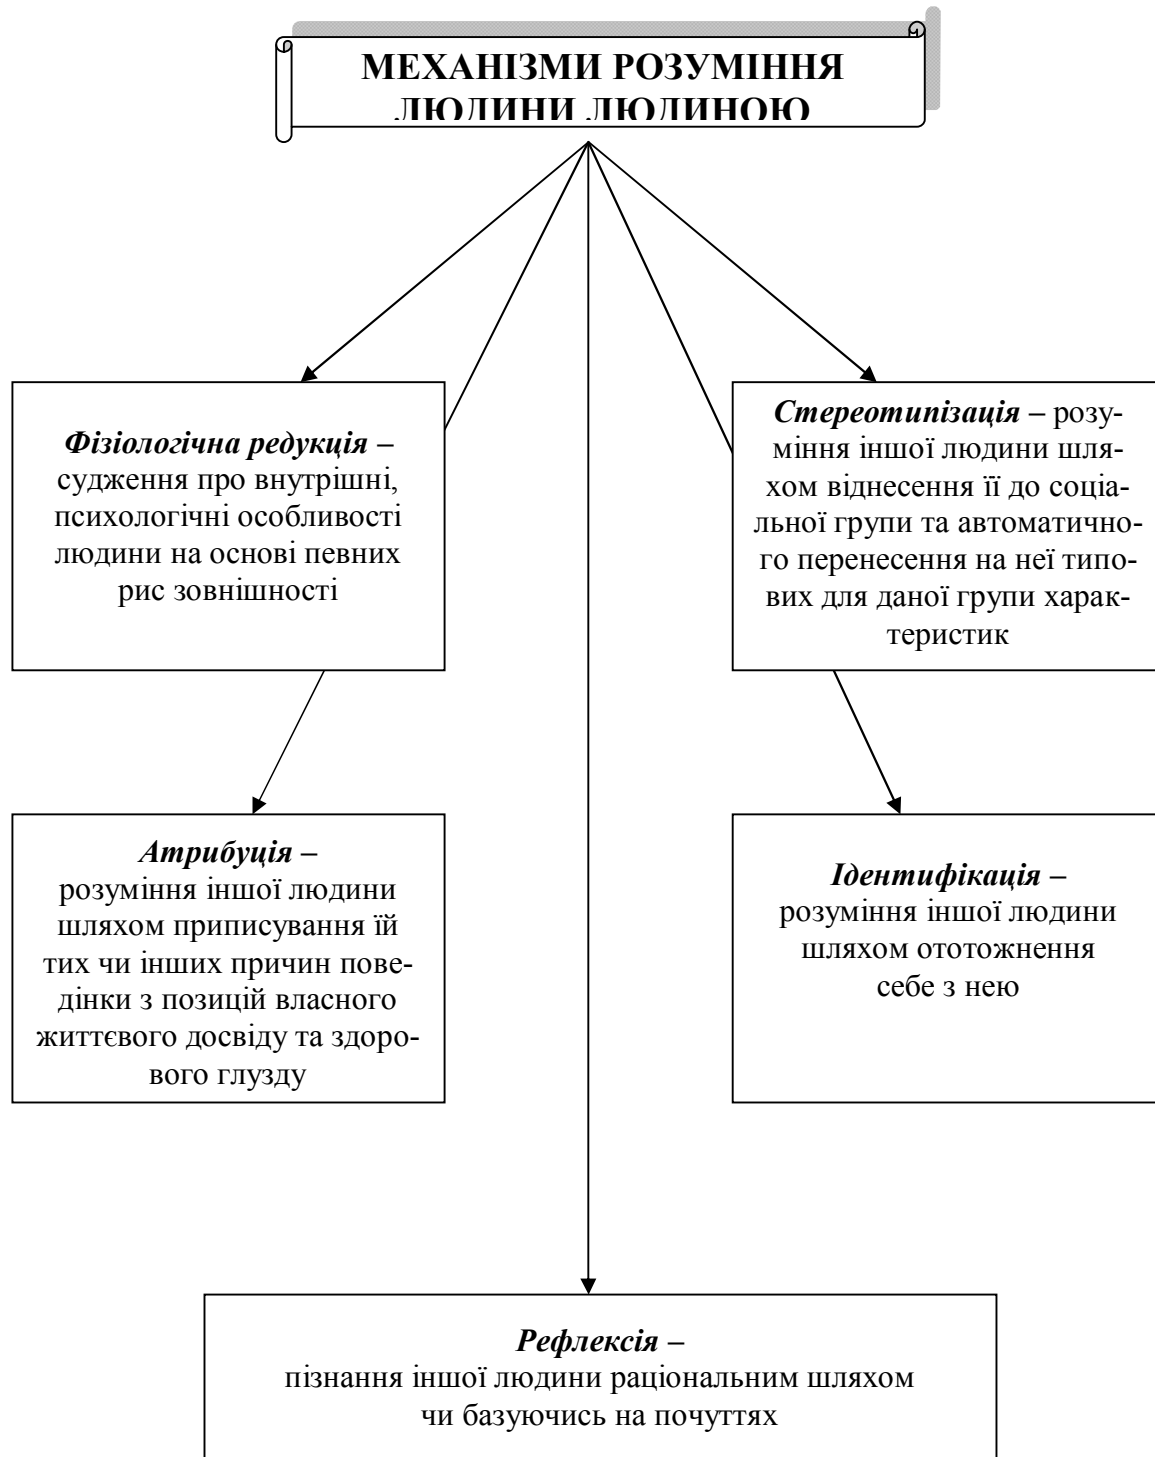 МЕХАНІЗМИ РОЗУМІННЯ
ЛЮДИНИ ЛЮДИНОЮ
Фізіологічна редукція –
судження про внутрішні,
психологічні особливості
людини на основі певних
рис зовнішності
Стереотипізація – розу-
міння іншої людини шля-
хом віднесення її до соціа-
льної групи та автоматично-
го перенесення на неї типо-
вих для даної групи харак-
теристик
Атрибуція –
розуміння іншої людини
шляхом приписування їй
тих чи інших причин пове-
дінки з позицій власного
життєвого досвіду та здоро-
вого глузду
Ідентифікація –
розуміння іншої людини
шляхом ототожнення
себе з нею
Рефлексія –
пізнання іншої людини раціональним шляхом
чи базуючись на почуттях